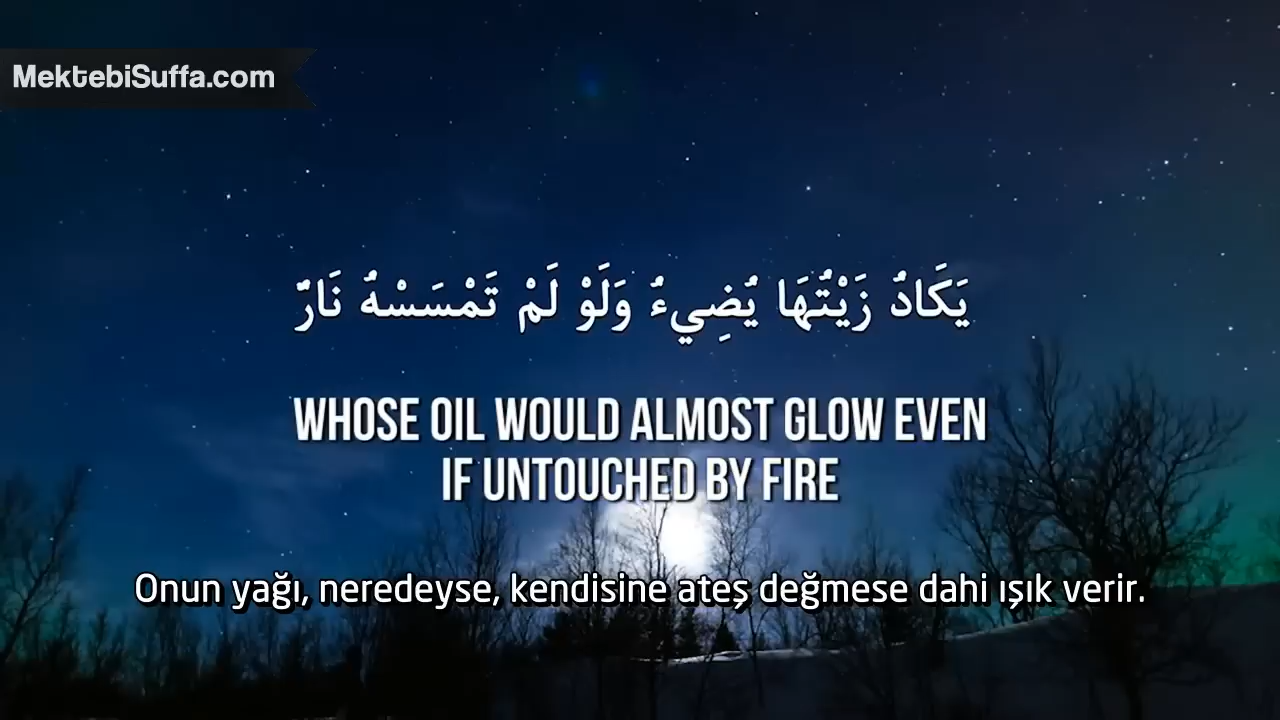 MektebiSuffa.com
يَكَادُ زَيْتُهَا يُضِيءُ وَلَوْ لَمْ تَمْسَسْهُ نَارٌ
WHOSE OIL WOULD ALMOST GLOW EVEN
IF UNTOUCHED BY FIRE
Onun yağı, neredeyse, kendisine ateş değmese dahi ışık verir.